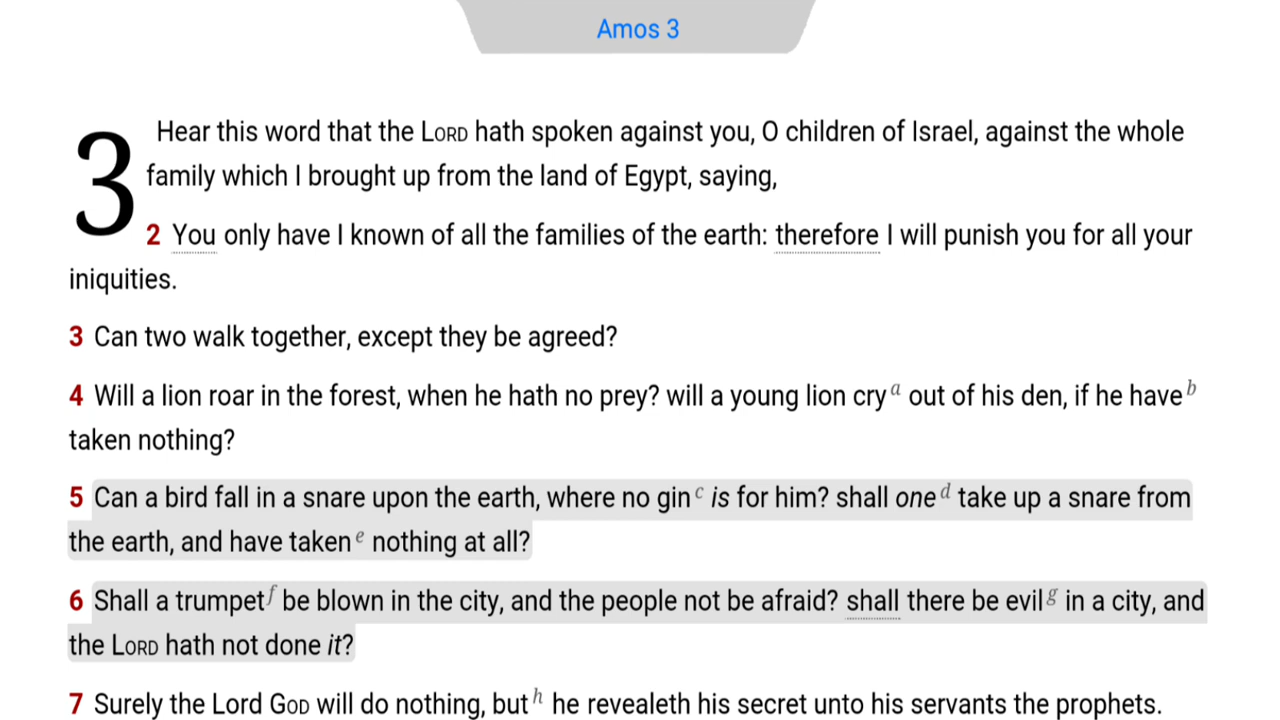 Amos 3
3 Hear this word that the LORD hath spoken against you, O children of Israel, against the whole
family which I brought up from the land of Egypt, saying,
2 You only have I known of all the families of the earth: therefore I will punish you for all your
iniquities.
3 Can two walk together, except they be agreed?
4 Will a lion roar in the forest, when he hath no prey? will a young lion cry a out of his den, if he have b
taken nothing?
5 Can a bird fall in a snare upon the earth, where no gin c is for him? shall one d take up a snare from
the earth, and have taken e nothing at all?
6 Shall a trumpet f be blown in the city, and the people not be afraid? shall there be evil g in a city, and
the LORD hath not done it?
7 Surely the Lord GOD will do nothing, but h he revealeth his secret unto his servants the prophets.